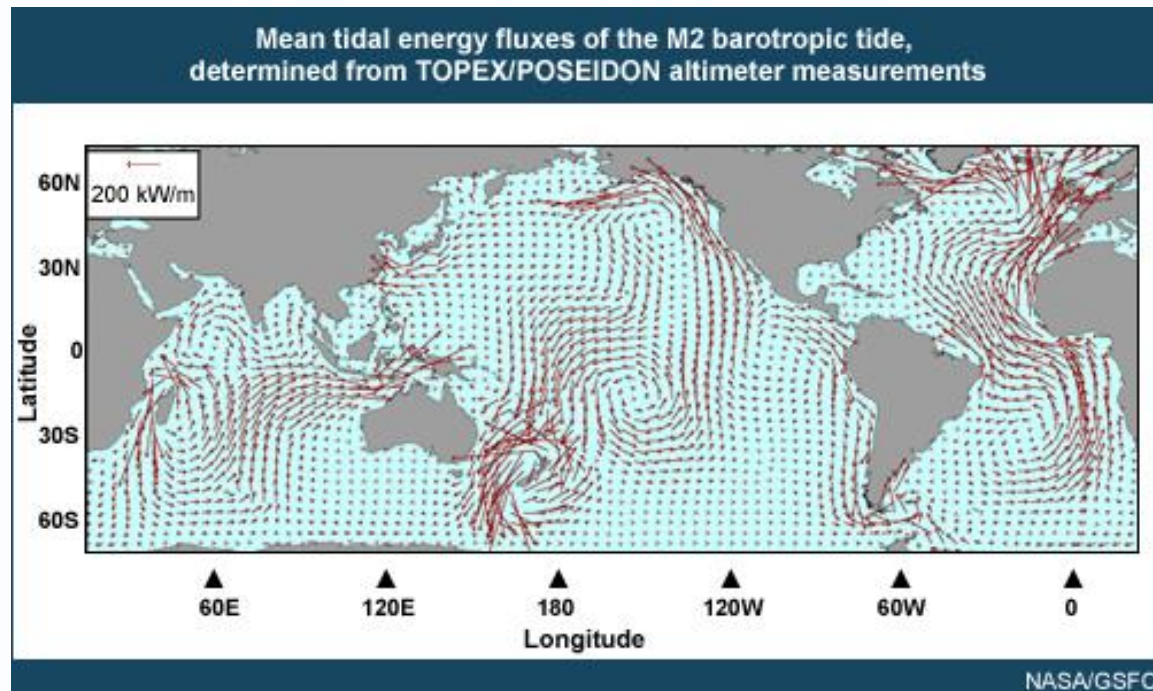 Mean tidal energy fluxes of the M2 barotropic tide,
determined from TOPEX/POSEIDON altimeter measurements
200 kW/m
60N
30N
0
30S
60S
Latitude
60E 120E 180 120W 60W 0
Longitude
NASA/GSFC